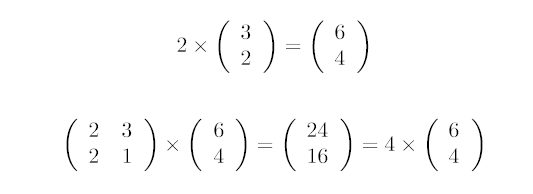 2 × ( 3 2 ) = ( 6 4 )
( 2 3 2 1 ) × ( 6 4 ) = ( 24 16 ) = 4 × ( 6 4 )